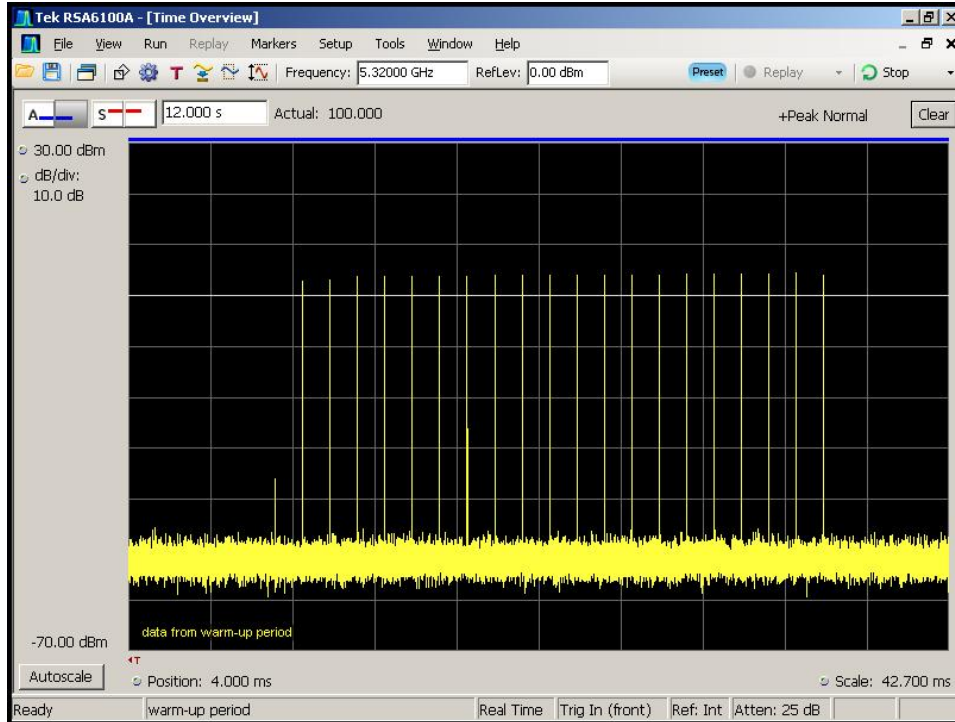 Tek RSA6100A - [Time Overview]
File View Run Replay Markers Setup Tools Window Help
T Frequency: 5.32000 GHz RefLev: 0.00 dBm Preset Replay Stop
A S 12.000 s Actual: 100.000 +Peak Normal Clear
30.00 dBm
dB/div:
10.0 dB
-70.00 dBm
data from warm-up period
T
Autoscale Position: 4.000 ms Scale: 42.700 ms
Ready warm-up period Real Time Trig In (front) Ref: Int Atten: 25 dB